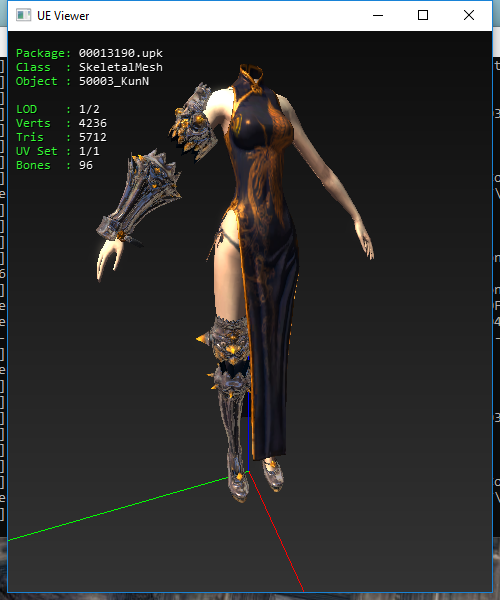 UE Viewer
Package: 00013190.upk
Class : SkeletalMesh
Object : 50003_KunN
LOD : 1/2
Verts : 4236
Tris : 5712
UV Set : 1/1
Bones : 96